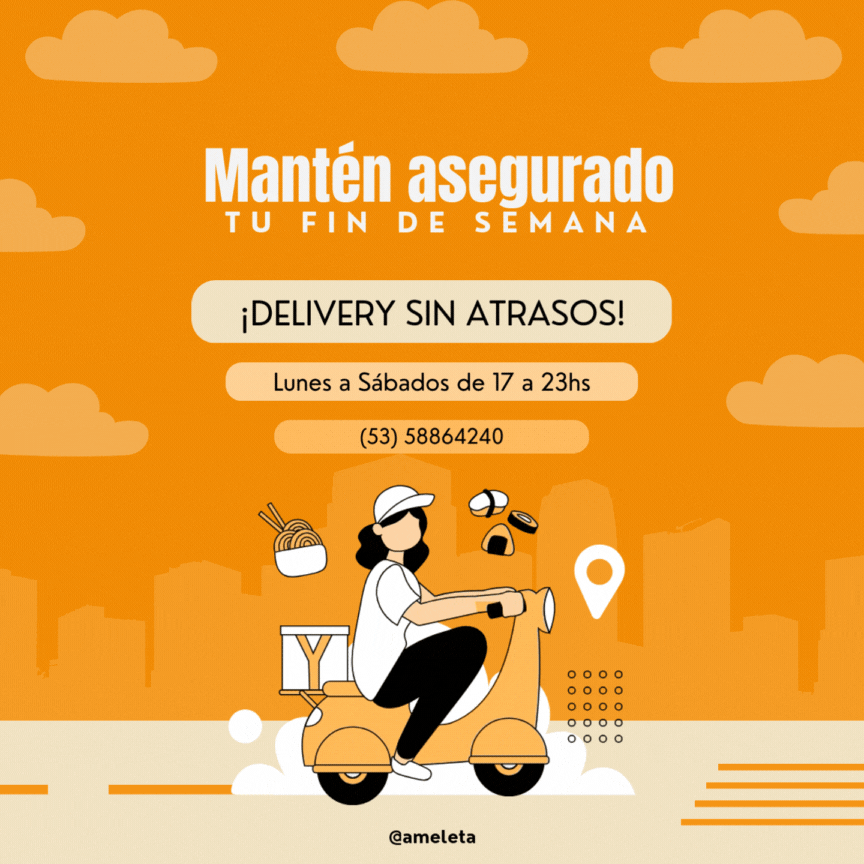 Mantén asegurado
TU FIN DE SEMANA
¡DELIVERY SIN ATRASOS!
Lunes a Sábados de 17 a 23hs
(53) 58864240
Y
@ameleta